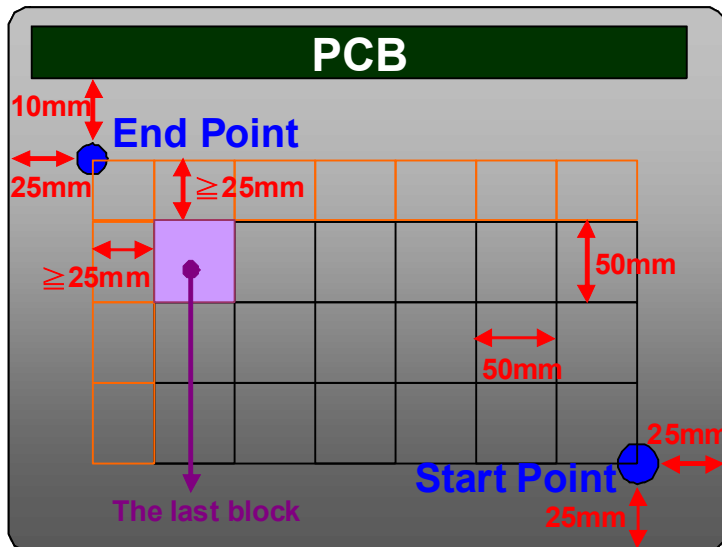 PCB
10mm
End Point
25mm
≧25mm
≧25mm
50mm
50mm
25mm
Start Point
The last block
25mm